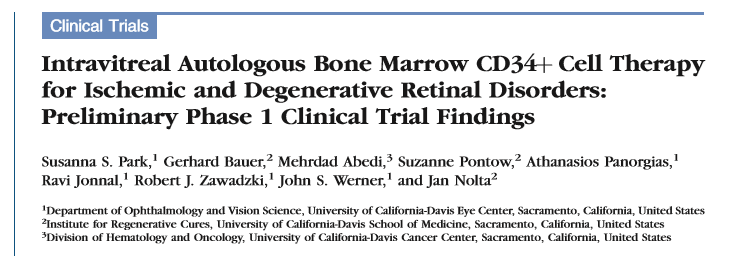 Clinical Trials
Intravitreal Autologous Bone Marrow CD34+ Cell Therapy
for Ischemic and Degenerative Retinal Disorders:
Preliminary Phase 1 Clinical Trial Findings
Susanna S. Park,¹ Gerhard Bauer,² Mehrdad Abedi,³ Suzanne Pontow,² Athanasios Panorgias,¹
Ravi Jonnal,¹ Robert J. Zawadzki,¹ John S. Werner,¹ and Jan Nolta²
¹Department of Ophthalmology and Vision Science, University of California-Davis Eye Center, Sacramento, California, United States
²Institute for Regenerative Cures, University of California-Davis School of Medicine, Sacramento, California, United States
³Division of Hematology and Oncology, University of California-Davis Cancer Center, Sacramento, California, United States